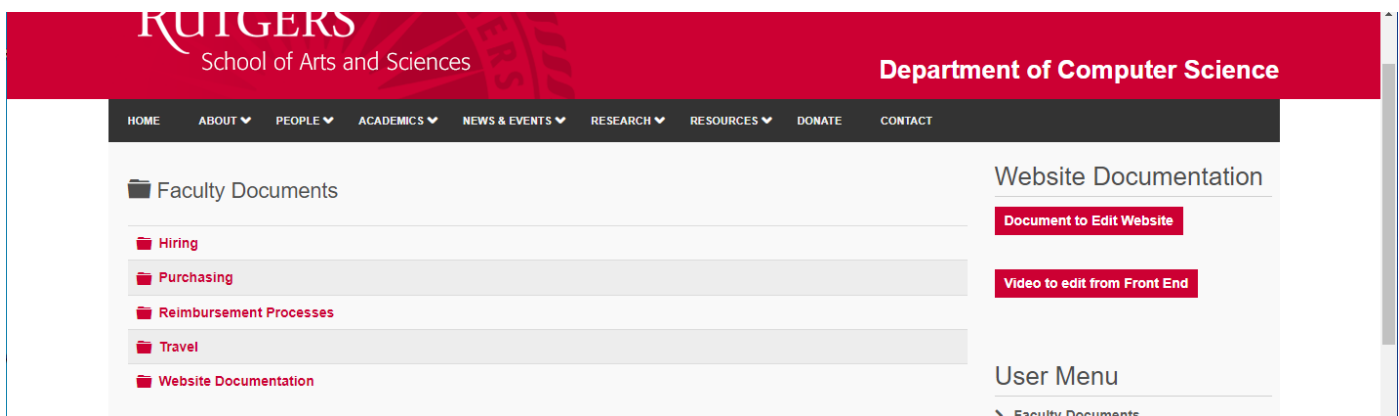 RUTGERS
School of Arts and Sciences
Department of Computer Science
HOME ABOUT PEOPLE ACADEMICS NEWS & EVENTS RESEARCH RESOURCES DONATE CONTACT
Faculty Documents
Hiring
Purchasing
Reimbursement Processes
Travel
Website Documentation
Website Documentation
Document to Edit Website
Video to edit from Front End
User Menu
Faculty Documents